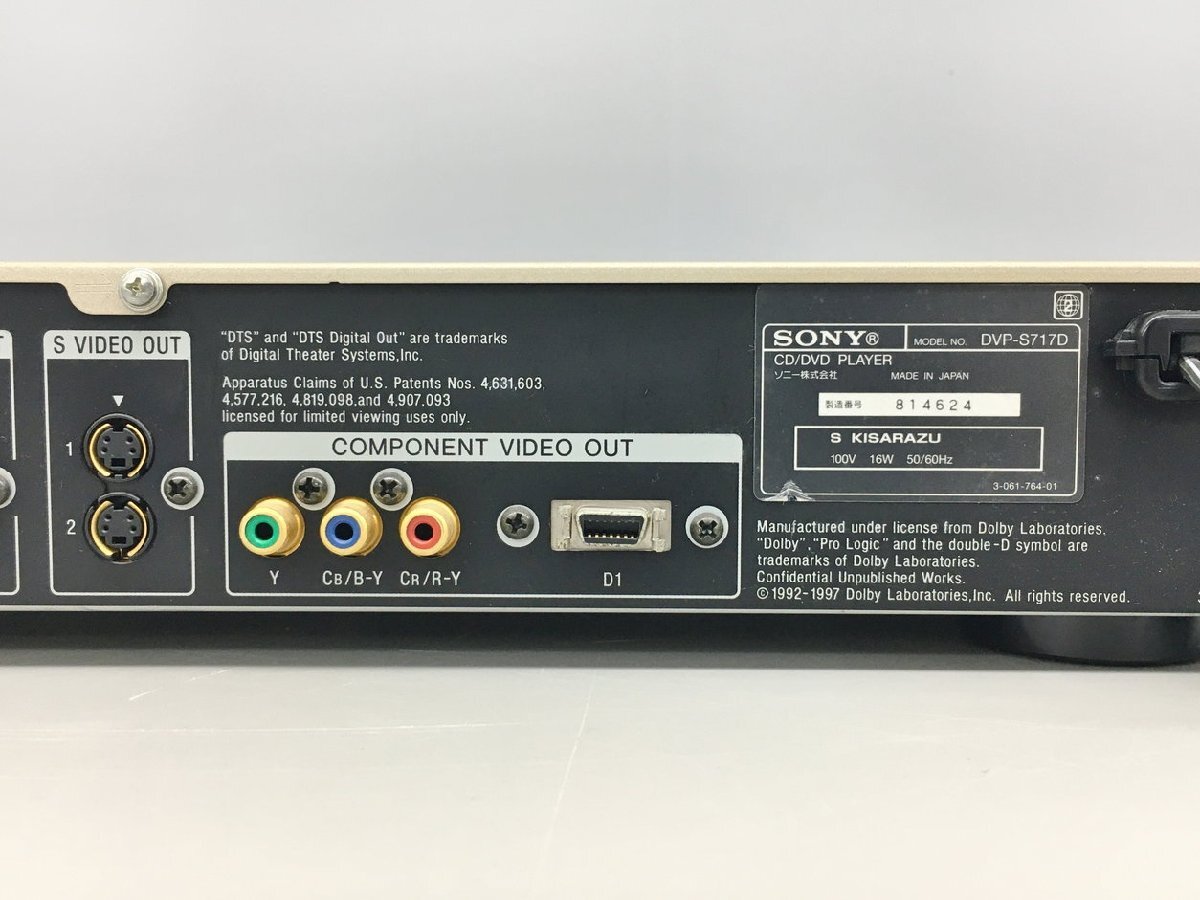 S VIDEO OUT
1
2
"DTS" and "DTS Digital Out" are trademarks
of Digital Theater Systems,Inc.
Apparatus Claims of U.S. Patents Nos. 4,631,603,
4,577,216, 4,819,098,and 4,907,093
licensed for limited viewing uses only.
COMPONENT VIDEO OUT
Y
CB/B-Y
CR/R-Y
D1
2
SONY® MODEL NO. DVP-S717D
CD/DVD PLAYER
ソニー株式会社 MADE IN JAPAN
製造番号 814624
S KISARAZU
100V 16W 50/60Hz
3-061-764-01
Manufactured under license from Dolby Laboratories.
"Dolby","Pro Logic" and the double-D symbol are
trademarks of Dolby Laboratories.
Confidential Unpublished Works.
©1992-1997 Dolby Laboratories,Inc. All rights reserved.